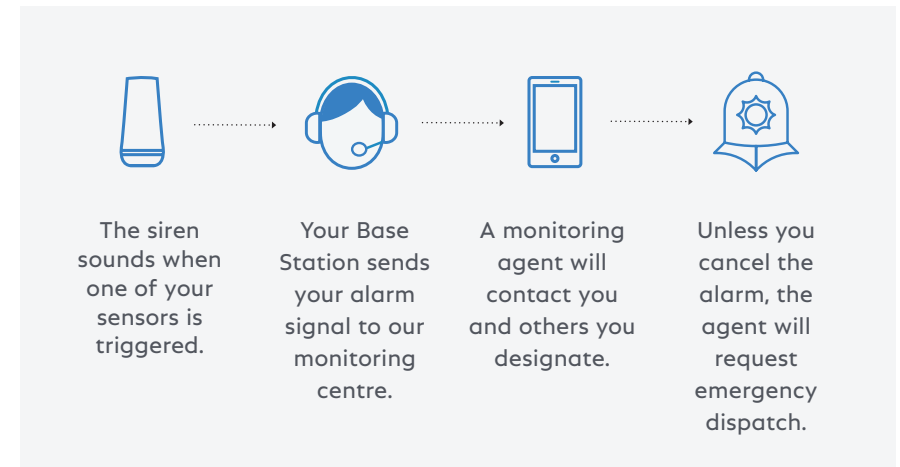 The siren
sounds when
one of your
sensors is
triggered.
Your Base
Station sends
your alarm
signal to our
monitoring
centre.
A monitoring
agent will
contact you
and others you
designate.
Unless you
cancel the
alarm, the
agent will
request
emergency
dispatch.